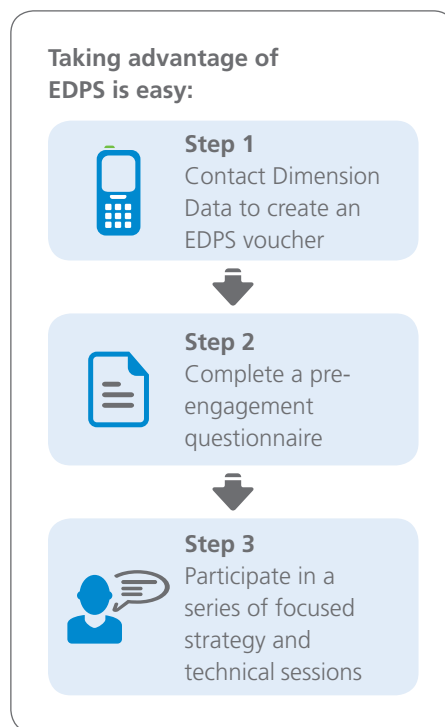 Taking advantage of
EDPS is easy:
Step 1
Contact Dimension
Data to create an
EDPS voucher
Step 2
Complete a pre-
engagement
questionnaire
Step 3
Participate in a
series of focused
strategy and
technical sessions